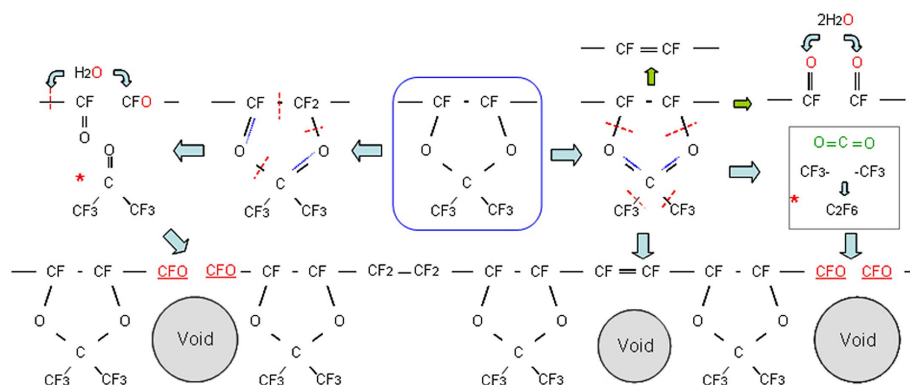 2H2O
CF = CF
H2O
O O
CF CFO
CF - CF2
CF - CF
CF - CF
CF CF
O
O O
O O
O O
O=C=O
O
C
C
C
C
CF3- -CF3
*
CF3 CF3
CF3 CF3
CF3 CF3
CF3 CF3
*
C2F6
CF - CF CFO CFO CF - CF CF2 CF2 CF - CF CF = CF CF - CF CFO CFO
O O Void O O O O Void O O Void
C C C C
CF3 CF3 CF3 CF3 CF3 CF3 CF3 CF3